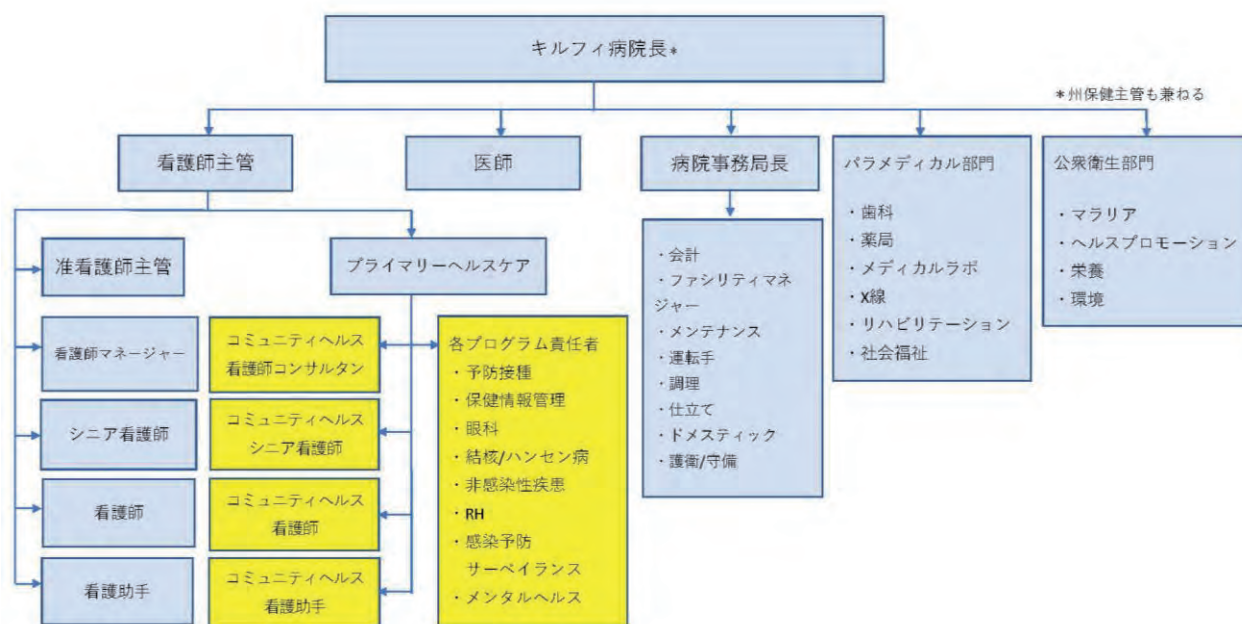 キルフィ病院長*
*州保健主管も兼ねる
看護師主管
医師
病院事務局長
パラメディカル部門
・歯科
・薬局
・メディカルラボ
・X線
・リハビリテーション
・社会福祉
公衆衛生部門
・マラリア
・ヘルスプロモーション
・栄養
・環境
准看護師主管
看護師マネージャー
シニア看護師
看護師
看護助手
プライマリーヘルスケア
コミュニティヘルス
看護師コンサルタン
コミュニティヘルス
シニア看護師
コミュニティヘルス
看護師
コミュニティヘルス
看護助手
各プログラム責任者
・予防接種
・保健情報管理
・眼科
・結核/ハンセン病
・非感染性疾患
・RH
・感染予防
サーベイランス
・メンタルヘルス
・会計
・ファシリティマネ
ジャー
・メンテナンス
・運転手
・調理
・仕立て
・ドメスティック
・護衛/守備